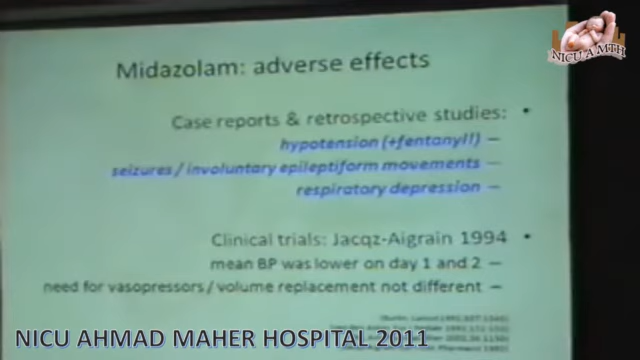 NICU A MTH
Midazolam: adverse effects
Case reports & retrospective studies: •
hypotension (+fentanyl!) –
seizures / involuntary epileptiform movements –
respiratory depression –
Clinical trials: Jacqz-Aigrain 1994 •
mean BP was lower on day 1 and 2 –
need for vasopressors / volume replacement not different –
NICU AHMAD MAHER HOSPITAL 2011